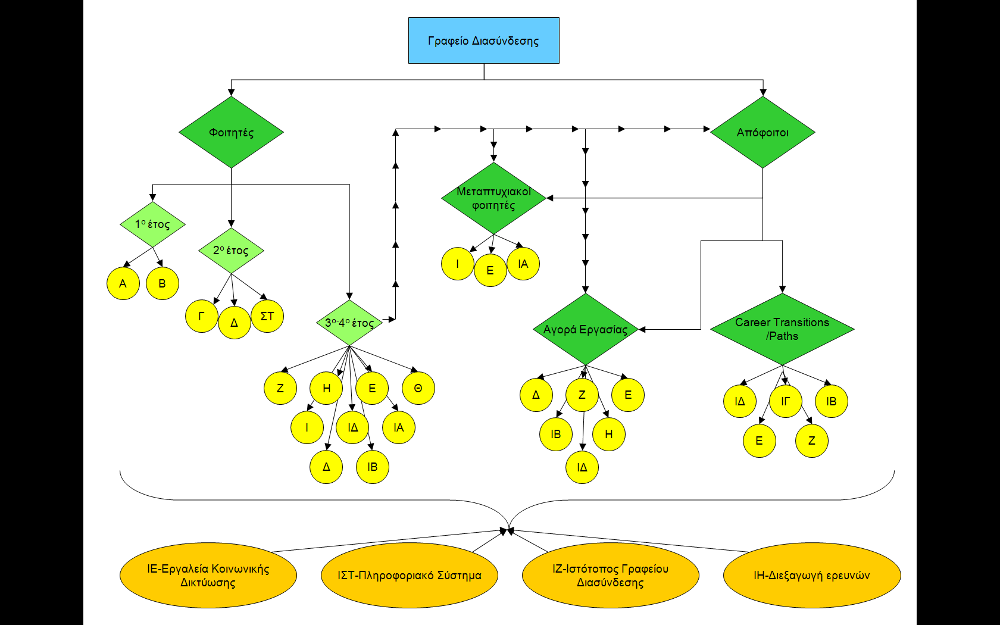 Γραφείο Διασύνδεσης
Φοιτητές
Απόφοιτοι
Μεταπτυχιακοί
φοιτητές
1ο έτος
2ο έτος
Α
Β
Γ
Δ
ΣΤ
Ι
Ε
ΙΑ
3ο-4ο έτος
Αγορά Εργασίας
Career Transitions
/Paths
Ζ
Η
Ε
Θ
Ι
ΙΔ
ΙΑ
Δ
ΙΒ
Δ
Ζ
Ε
ΙΒ
Η
ΙΔ
ΙΔ
ΙΓ
ΙΒ
Ε
Ζ
ΙΕ-Εργαλεία Κοινωνικής
Δικτύωσης
ΙΣΤ-Πληροφοριακό Σύστημα
ΙΖ-Ιστότοπος Γραφείου
Διασύνδεσης
ΙΗ-Διεξαγωγή ερευνών